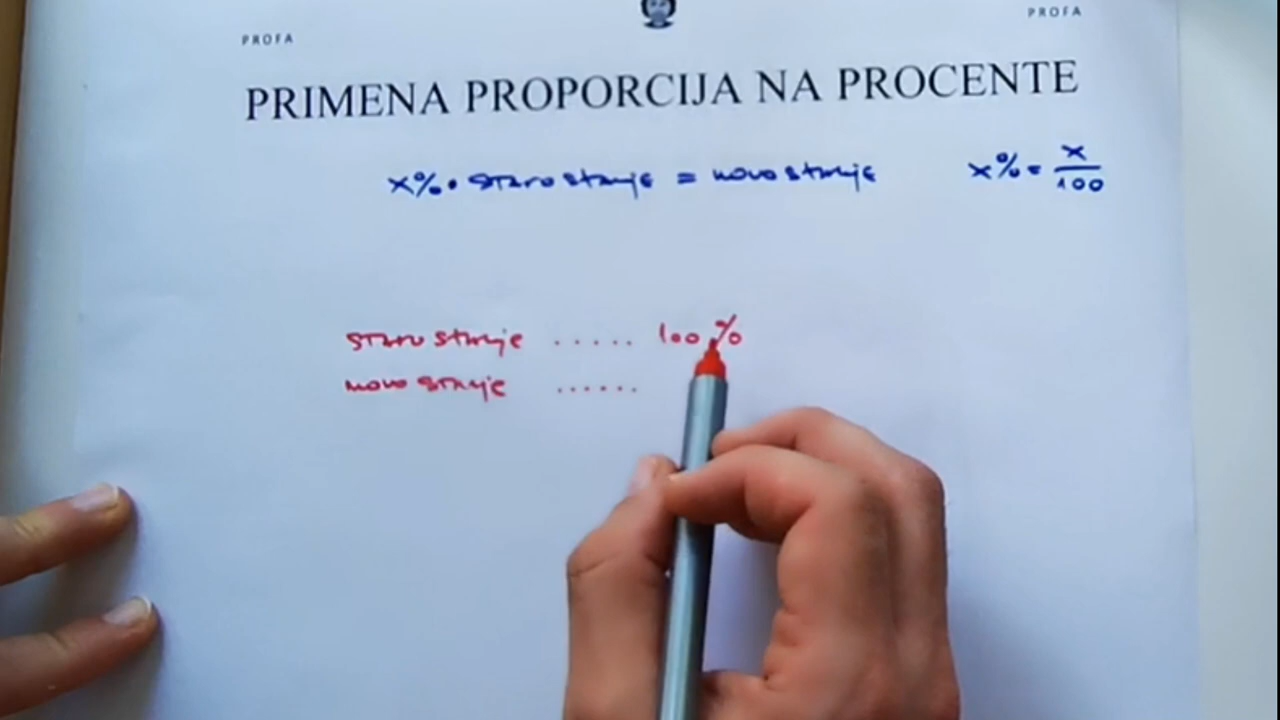 PROFA PROFA
PRIMENA PROPORCIJA NA PROCENTE
x% • staro stanje = novo stanje x% = x/100
staro stanje ..... 100%
novo stanje ......